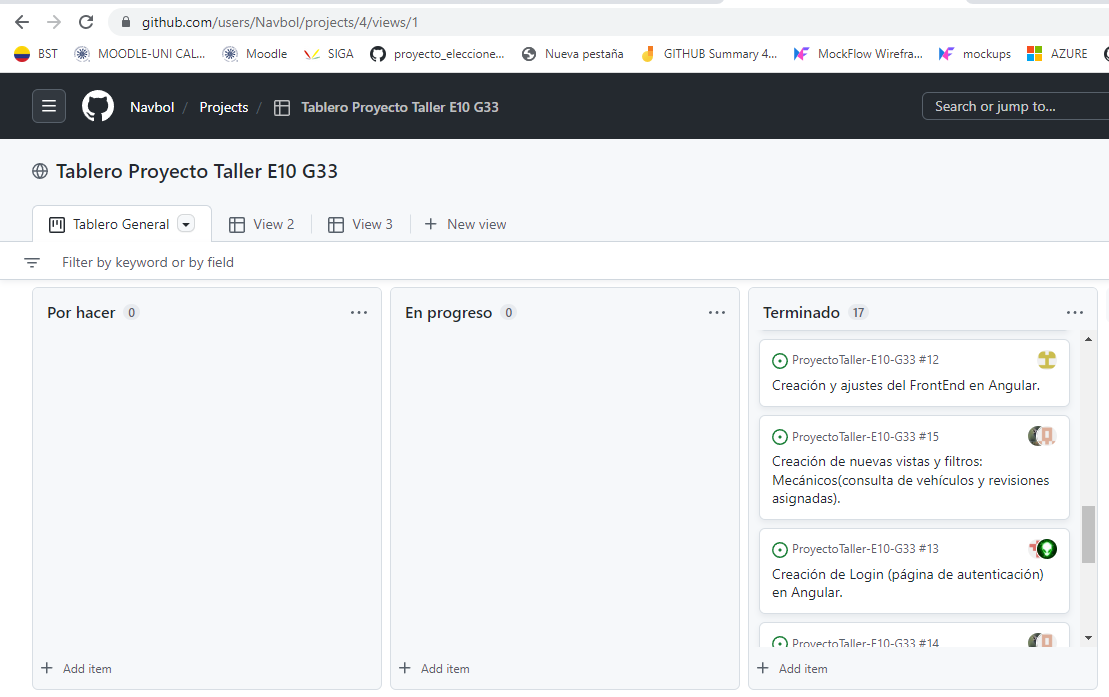 github.com/users/Navbol/projects/4/views/1
BST MOODLE-UNI CAL... Moodle SIGA proyecto_eleccione... Nueva pestaña GITHUB Summary 4... MockFlow Wirefra... mockups AZURE
Navbol / Projects / Tablero Proyecto Taller E10 G33 Search or jump to...
Tablero Proyecto Taller E10 G33
Tablero General View 2 View 3 + New view
Filter by keyword or by field
Por hacer 0
+ Add item
En progreso 0
+ Add item
Terminado 17
ProyectoTaller-E10-G33 #12
Creación y ajustes del FrontEnd en Angular.
ProyectoTaller-E10-G33 #15
Creación de nuevas vistas y filtros:
Mecánicos(consulta de vehículos y revisiones
asignadas).
ProyectoTaller-E10-G33 #13
Creación de Login (página de autenticación)
en Angular.
ProyectoTaller-E10-G33 #14
+ Add item